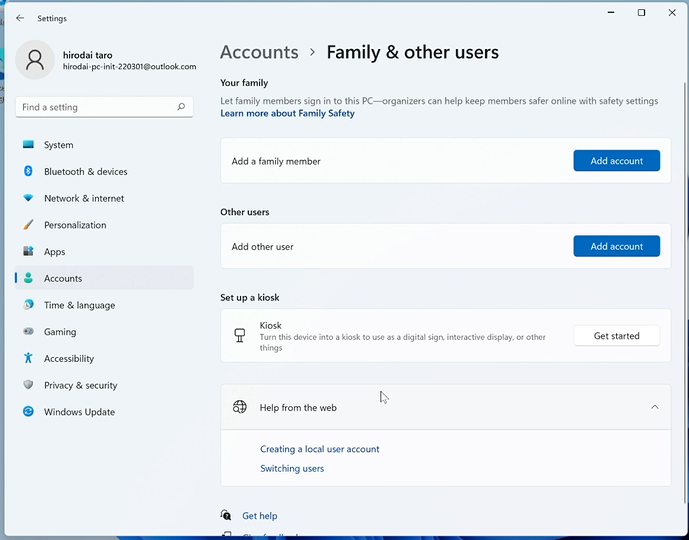 Settings
hirodai taro
hirodai-pc-init-220301@outlook.com
Find a setting
System
Bluetooth & devices
Network & internet
Personalization
Apps
Accounts
Time & language
Gaming
Accessibility
Privacy & security
Windows Update
Accounts > Family & other users
Your family
Let family members sign in to this PC—organizers can help keep members safer online with safety settings
Learn more about Family Safety
Add a family member
Add account
Other users
Add other user
Add account
Set up a kiosk
Kiosk
Turn this device into a kiosk to use as a digital sign, interactive display, or other
things
Get started
Help from the web
Creating a local user account
Switching users
Get help